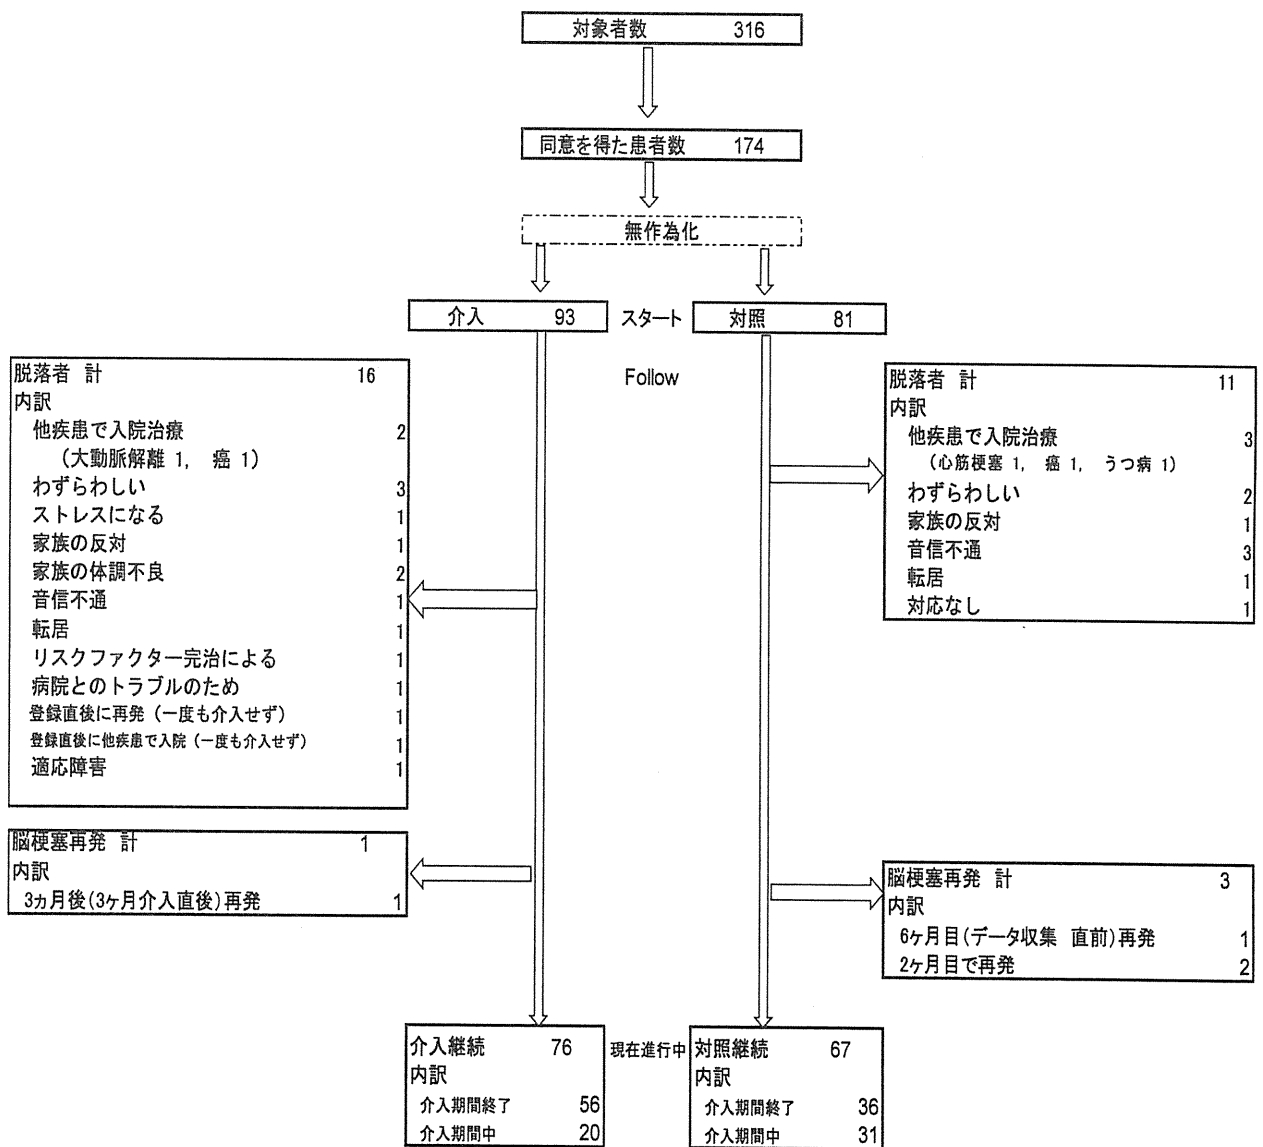 対象者数 316
同意を得た患者数 174
無作為化
介入 93 スタート 対照 81
Follow
脱落者 計 16
内訳
他疾患で入院治療 2
（大動脈解離 1, 癌 1）
わずらわしい 3
ストレスになる 1
家族の反対 1
家族の体調不良 2
音信不通 1
転居 1
リスクファクター完治による 1
病院とのトラブルのため 1
登録直後に再発（一度も介入せず） 1
登録直後に他疾患で入院（一度も介入せず） 1
適応障害 1
脱落者 計 11
内訳
他疾患で入院治療 3
（心筋梗塞 1, 癌 1, うつ病 1）
わずらわしい 2
家族の反対 1
音信不通 3
転居 1
対応なし 1
脳梗塞再発 計 1
内訳
3ヵ月後(3ヶ月介入直後)再発 1
脳梗塞再発 計 3
内訳
6ヶ月目(データ収集 直前)再発 1
2ヶ月目で再発 2
介入継続 76
内訳
介入期間終了 56
介入期間中 20
現在進行中
対照継続 67
内訳
介入期間終了 36
介入期間中 31